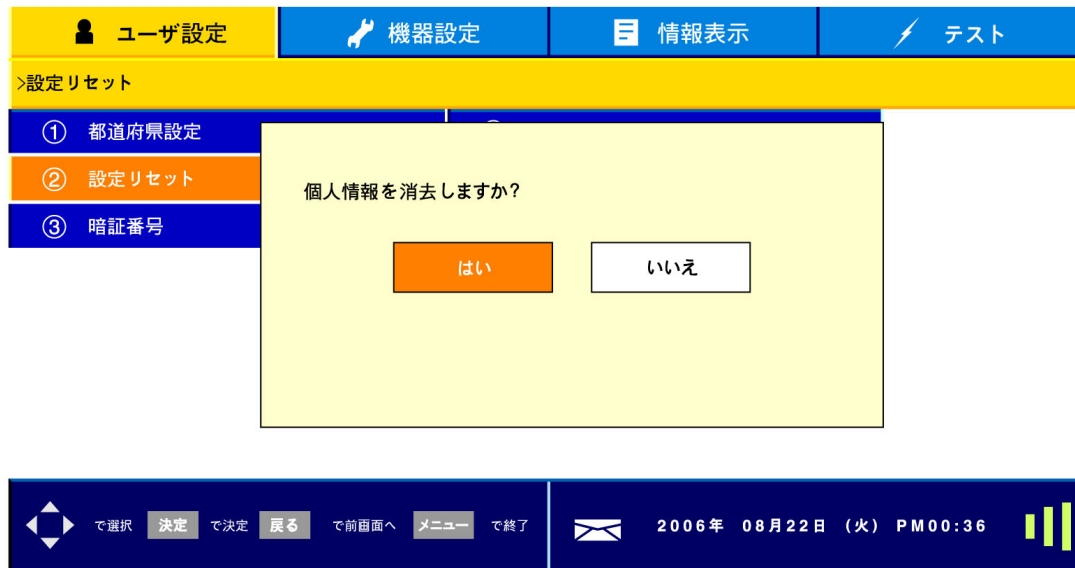 ユーザ設定 機器設定 情報表示 テスト
>設定リセット
① 都道府県設定
② 設定リセット
③ 暗証番号
個人情報を消去しますか?
はい いいえ
で選択 決定 で決定 戻る で前画面へ メニュー で終了 2006年 08月22日 (火) PM00:36